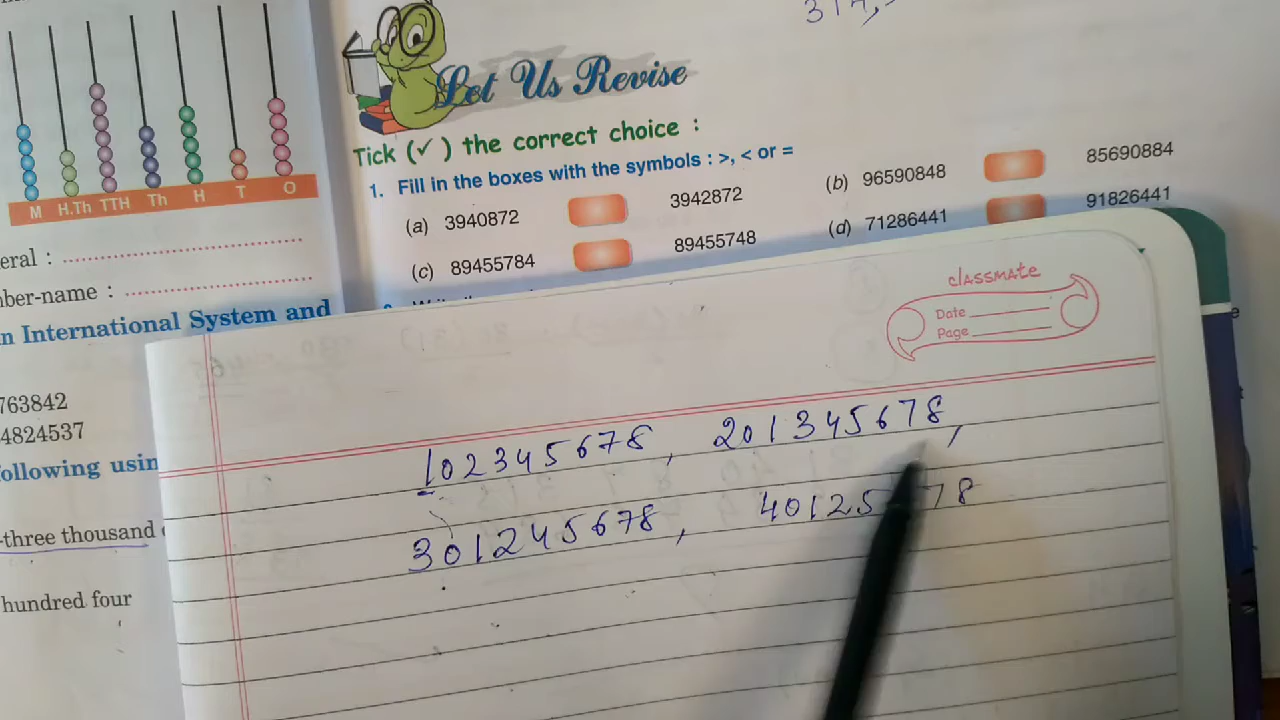 314,
Let Us Revise
Tick (✓) the correct choice :
1. Fill in the boxes with the symbols : >, < or =
(a) 3940872 3942872 (b) 96590848 85690884
(c) 89455784 89455748 (d) 71286441 91826441
M H.Th TTH Th H T O
eral :
ber-name :
n International System and
763842
4824537
ollowing usin
-three thousand
hundred four
classmate
Date
Page
102345678, 201345678,
301245678, 40125 78